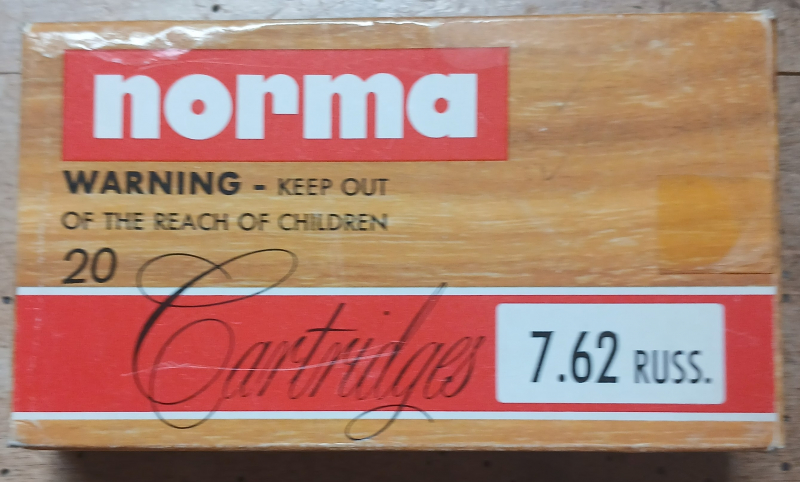 norma
WARNING - KEEP OUT
OF THE REACH OF CHILDREN
20
Cartridges
7.62 RUSS.